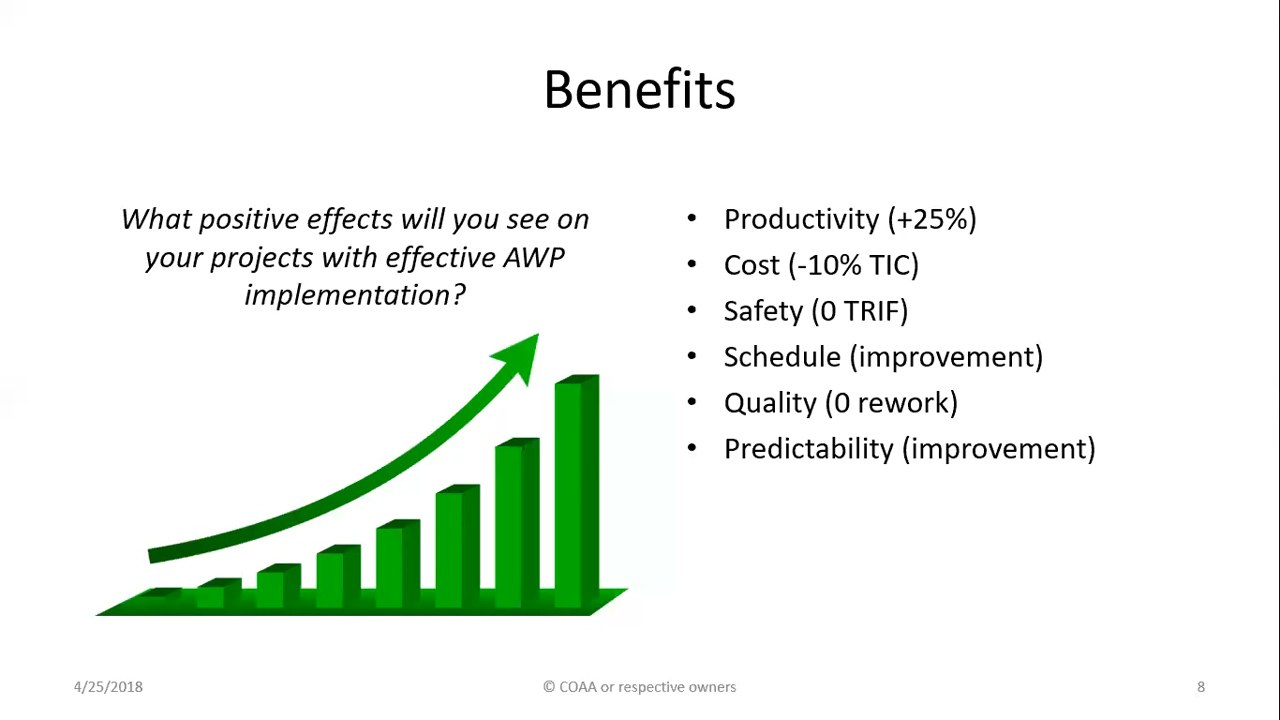 Benefits
What positive effects will you see on
your projects with effective AWP
implementation?
• Productivity (+25%)
• Cost (-10% TIC)
• Safety (0 TRIF)
• Schedule (improvement)
• Quality (0 rework)
• Predictability (improvement)
4/25/2018
© COAA or respective owners
8